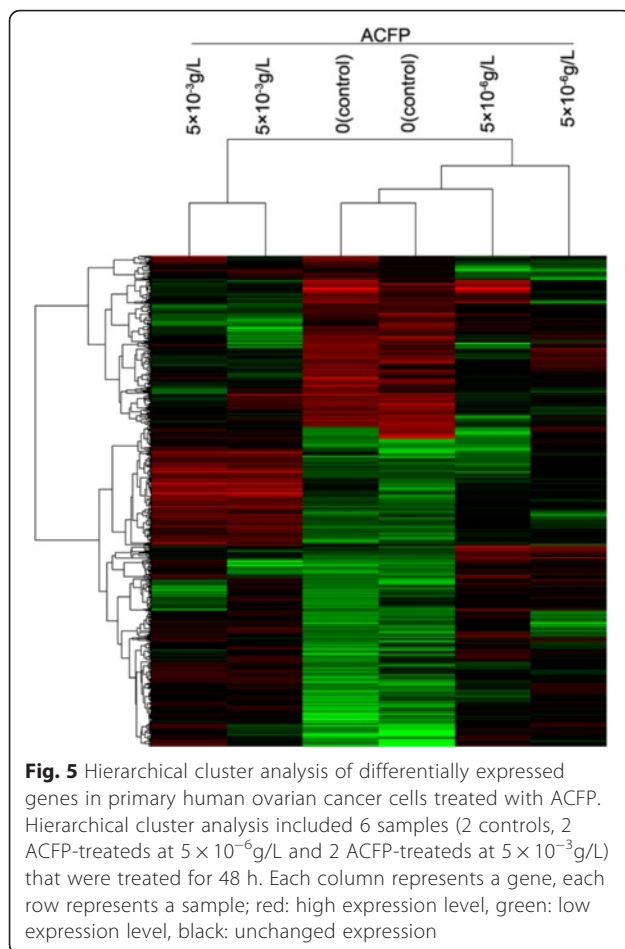 ACFP
5×10⁻³g/L
5×10⁻³g/L
0(control)
0(control)
5×10⁻⁶g/L
5×10⁻⁶g/L
Fig. 5 Hierarchical cluster analysis of differentially expressed
genes in primary human ovarian cancer cells treated with ACFP.
Hierarchical cluster analysis included 6 samples (2 controls, 2
ACFP-treateds at 5 × 10⁻⁶g/L and 2 ACFP-treateds at 5 × 10⁻³g/L)
that were treated for 48 h. Each column represents a gene, each
row represents a sample; red: high expression level, green: low
expression level, black: unchanged expression